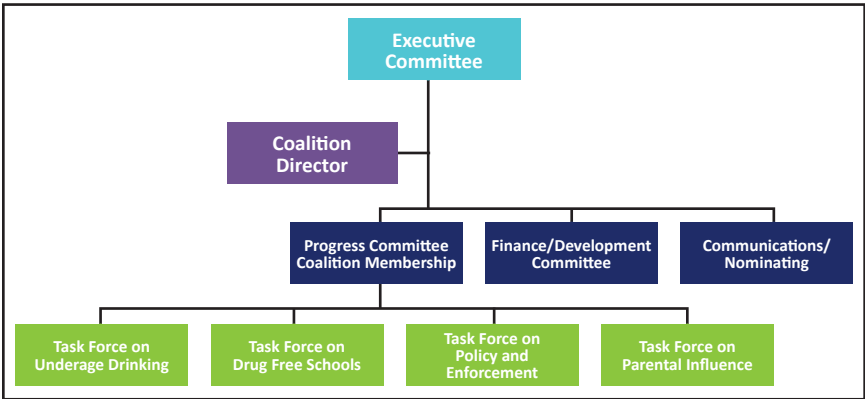 Executive
Committee
Coalition
Director
Progress Committee
Coalition Membership
Finance/Development
Committee
Communications/
Nominating
Task Force on
Underage Drinking
Task Force on
Drug Free Schools
Task Force on
Policy and
Enforcement
Task Force on
Parental Influence